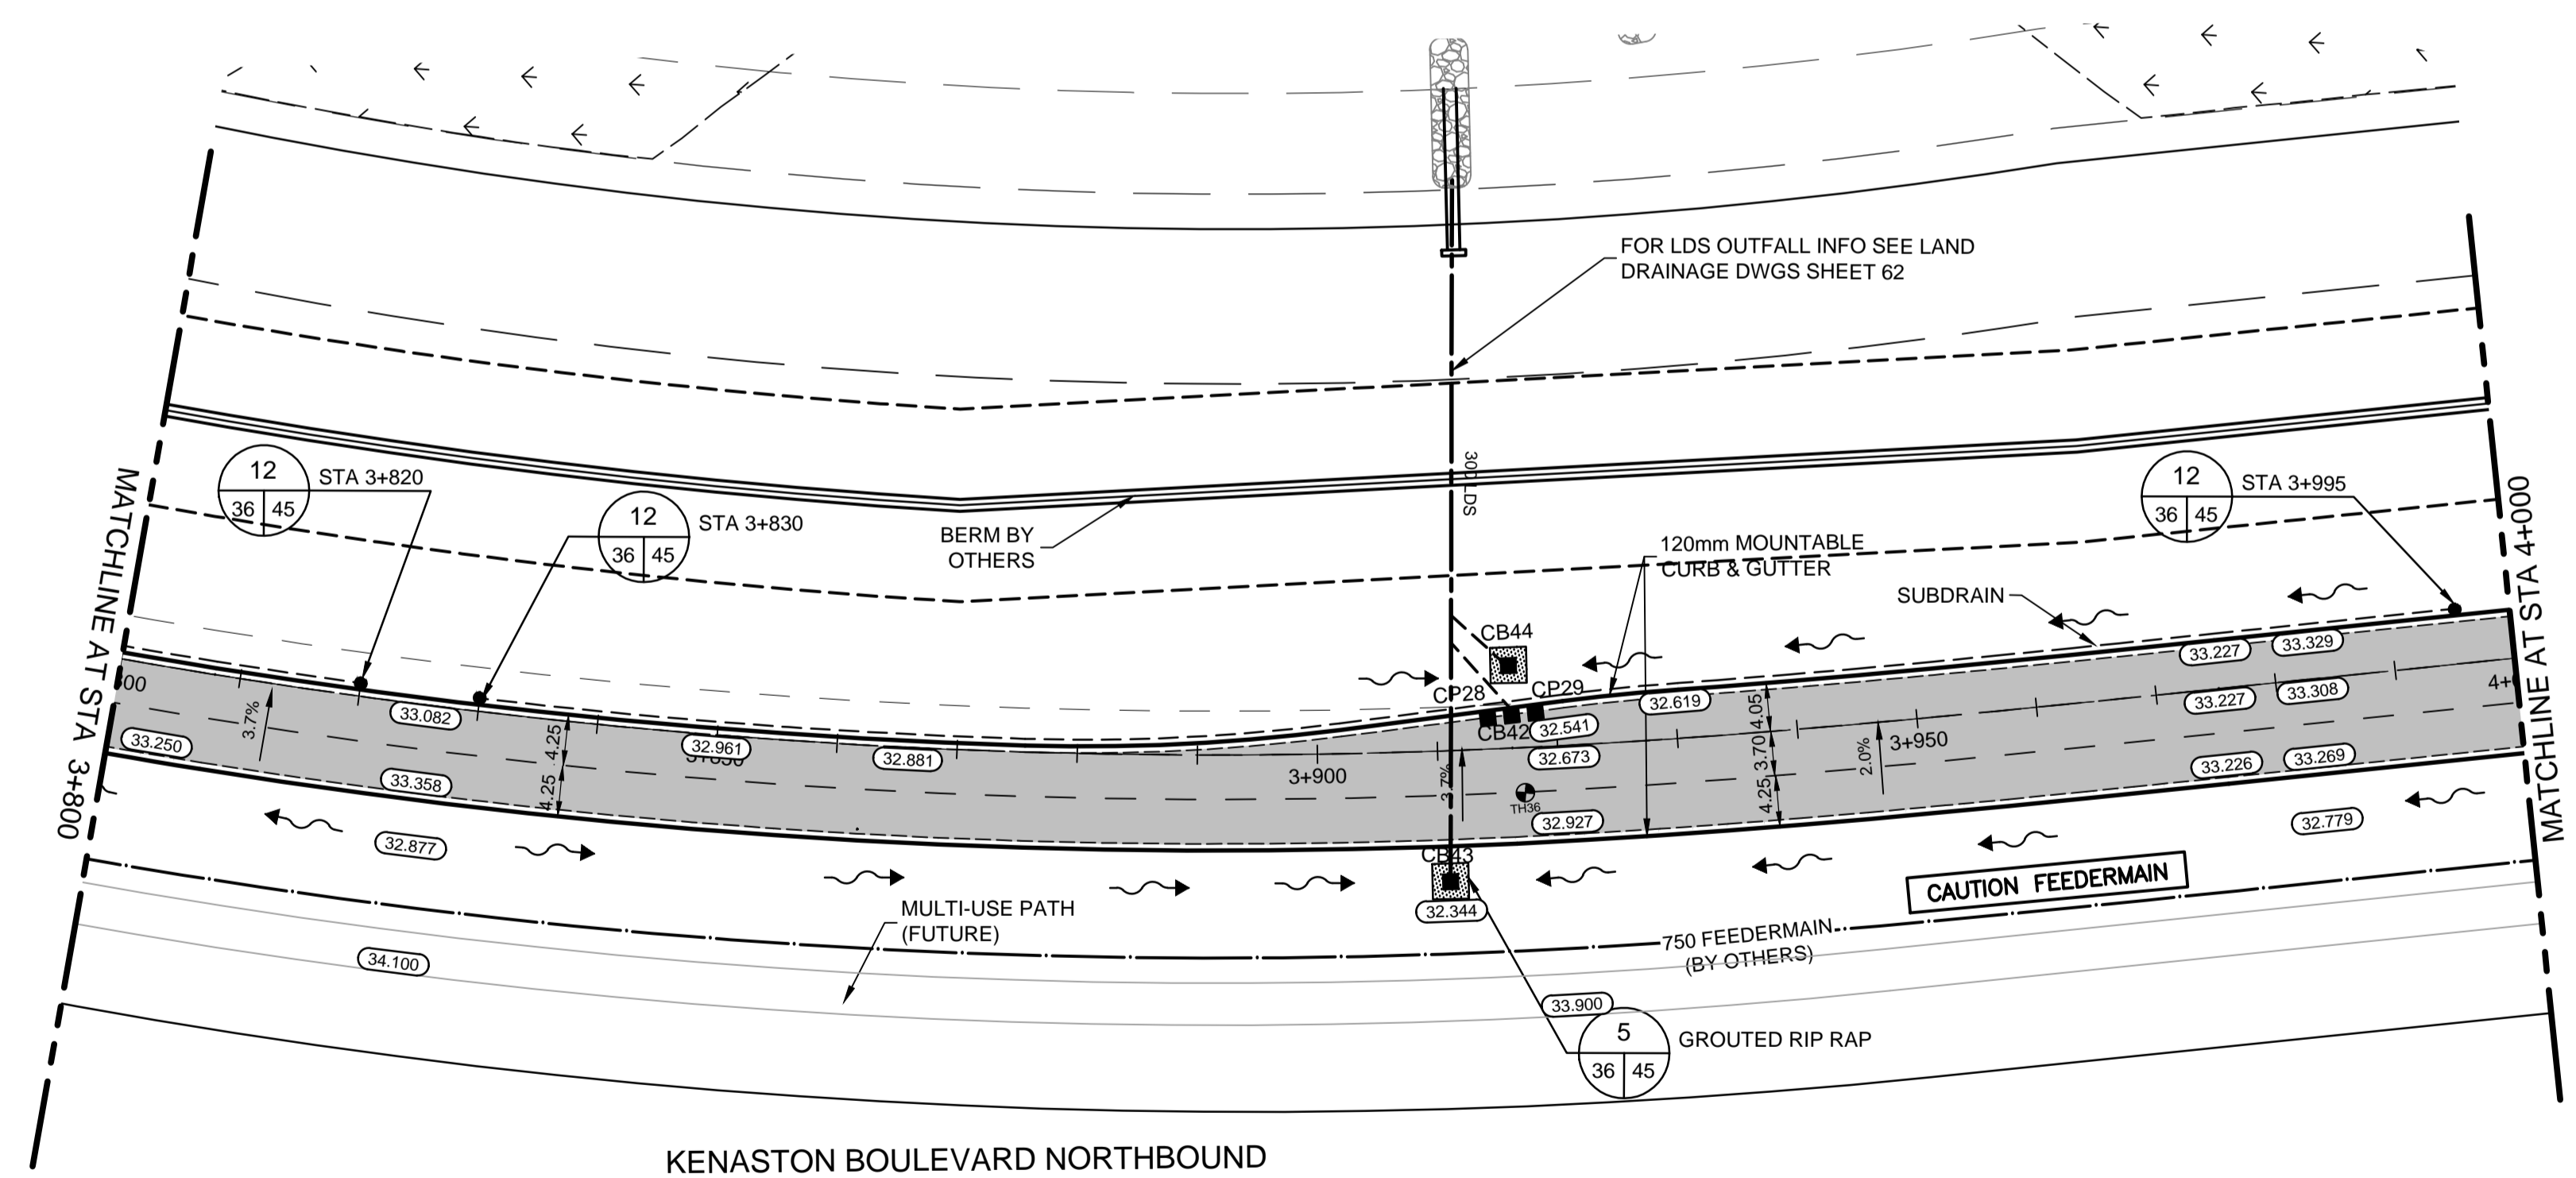 FOR LDS OUTFALL INFO SEE LAND
DRAINAGE DWGS SHEET 62
12
36 45
STA 3+820
12
36 45
STA 3+830
12
36 45
STA 3+995
MATCHLINE AT STA 3+800
MATCHLINE AT STA 4+000
BERM BY
OTHERS
LDS
120mm MOUNTABLE
CURB & GUTTER
SUBDRAIN
CB44
CP28
CP29
CB42
32.541
32.619
33.227
33.329
33.227
33.308
33.226
33.269
4+
3.7%
33.250
33.082
33.358
4.25
4.25
32.961
32.881
3+900
32.673
TH36
32.927
4.05
3.70
4.25
2.0%
3+950
32.877
32.779
CB43
32.344
CAUTION FEEDERMAIN
MULTI-USE PATH
(FUTURE)
750 FEEDERMAIN
(BY OTHERS)
34.100
33.900
5
36 45
GROUTED RIP RAP
KENASTON BOULEVARD NORTHBOUND